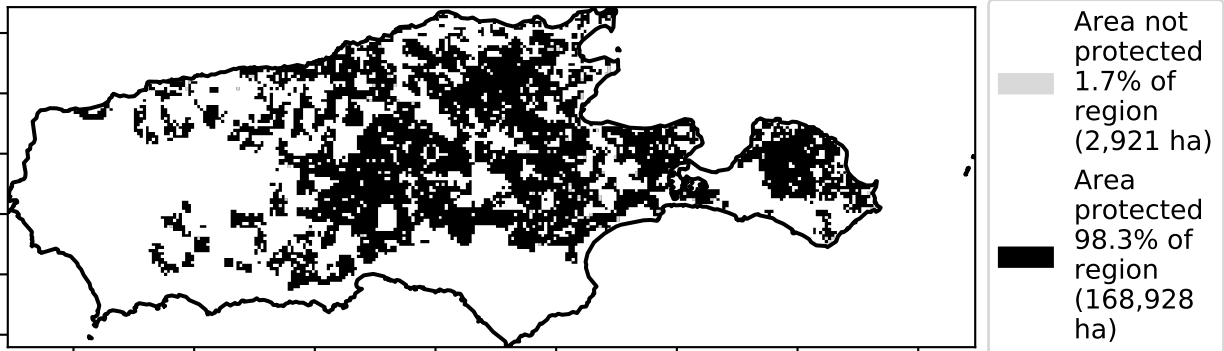 Area not
protected
1.7% of
region
(2,921 ha)
Area
protected
98.3% of
region
(168,928
ha)